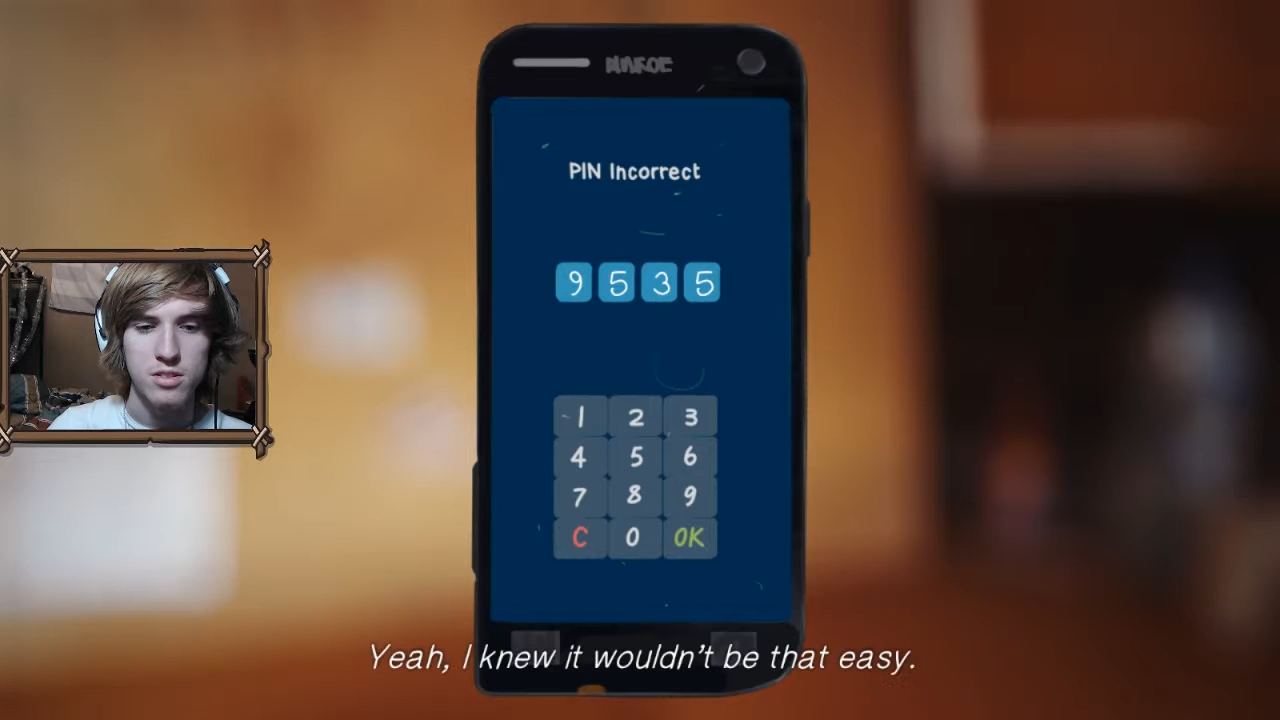 PIN Incorrect
9 5 3 5
1 2 3
4 5 6
7 8 9
C 0 OK
Yeah, I knew it wouldn't be that easy.